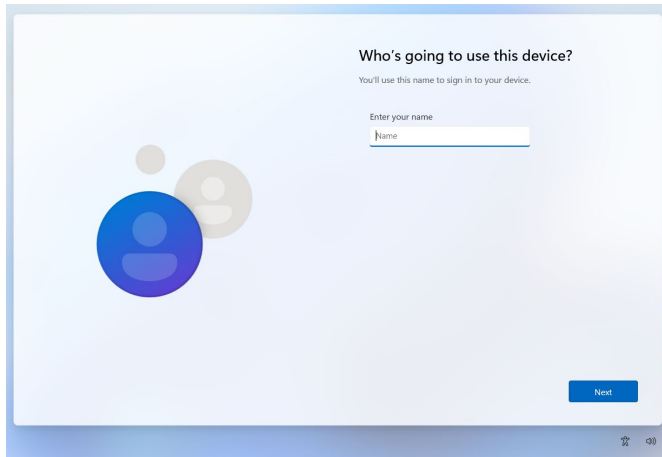 Who's going to use this device?
You'll use this name to sign in to your device.
Enter your name
Name
Next